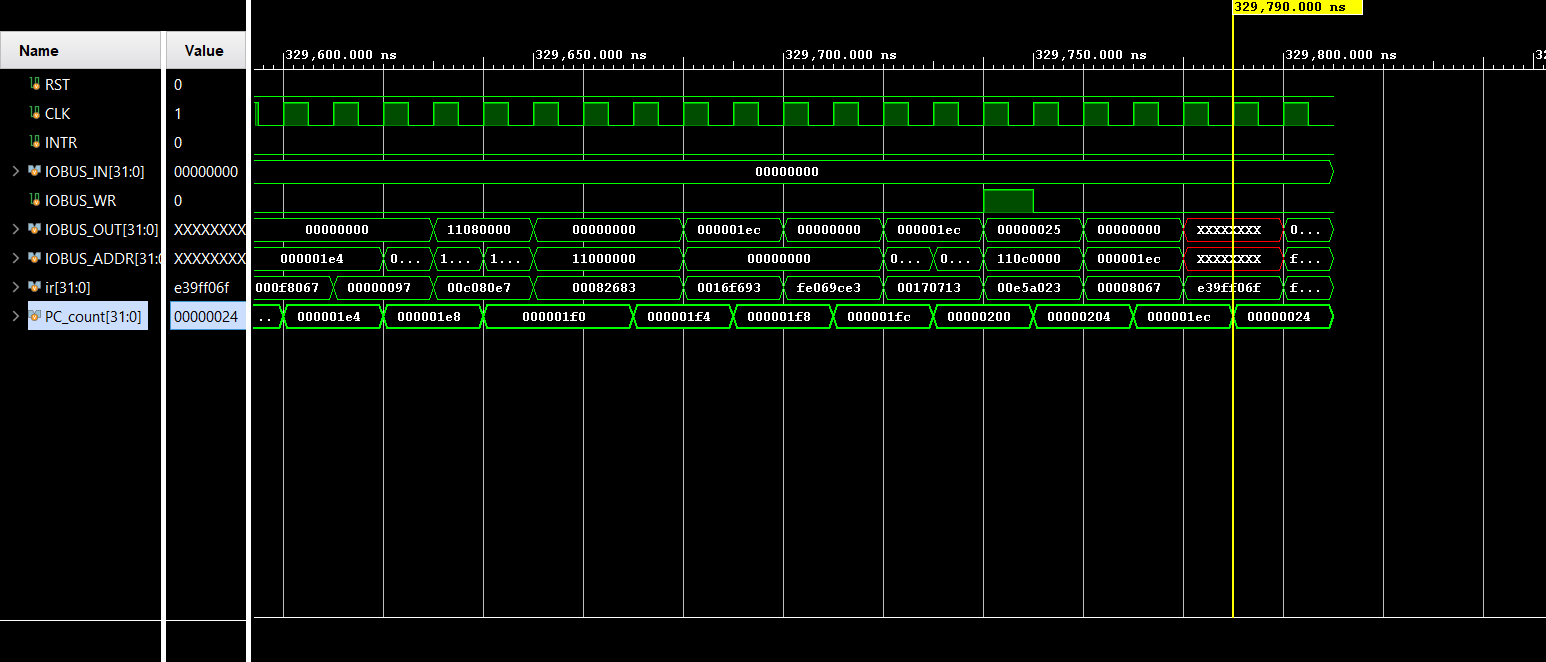 329,790.000 ns
Name Value 329,600.000 ns 329,650.000 ns 329,700.000 ns 329,750.000 ns 329,800.000 ns 32
RST 0
CLK 1
INTR 0
IOBUS_IN[31:0] 00000000 00000000
IOBUS_WR 0
IOBUS_OUT[31:0] XXXXXXXX 00000000 11080000 00000000 000001ec 00000000 000001ec 00000025 00000000 XXXXXXXX 0...
IOBUS_ADDR[31:0 XXXXXXXX 000001e4 0... 1... 1... 11000000 00000000 0... 0... 110c0000 000001ec XXXXXXXX f...
ir[31:0] e39ff06f 000f8067 00000097 00c080e7 00082683 0016f693 fe069ce3 00170713 00e5a023 00008067 e39ff06f f...
PC_count[31:0] 00000024 .. 000001e4 000001e8 000001f0 000001f4 000001f8 000001fc 00000200 00000204 000001ec 00000024